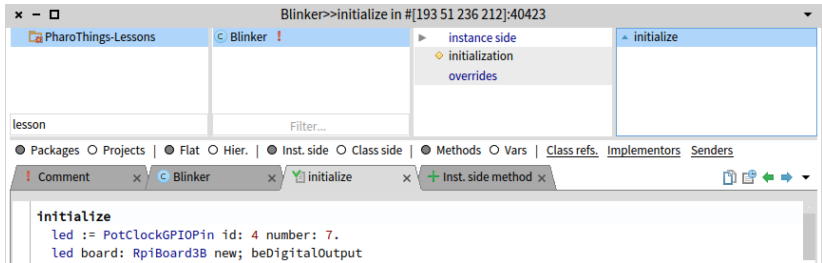 Blinker>>initialize in #[193 51 236 212]:40423
PharoThings-Lessons
Blinker !
instance side
initialization
overrides
initialize
lesson
Filter...
Packages Projects | Flat Hier. | Inst. side Class side | Methods Vars | Class refs. Implementors Senders
! Comment x C Blinker x initialize x Inst. side method x
initialize
led := PotClockGPIOPin id: 4 number: 7.
led board: RpiBoard3B new; beDigitalOutput